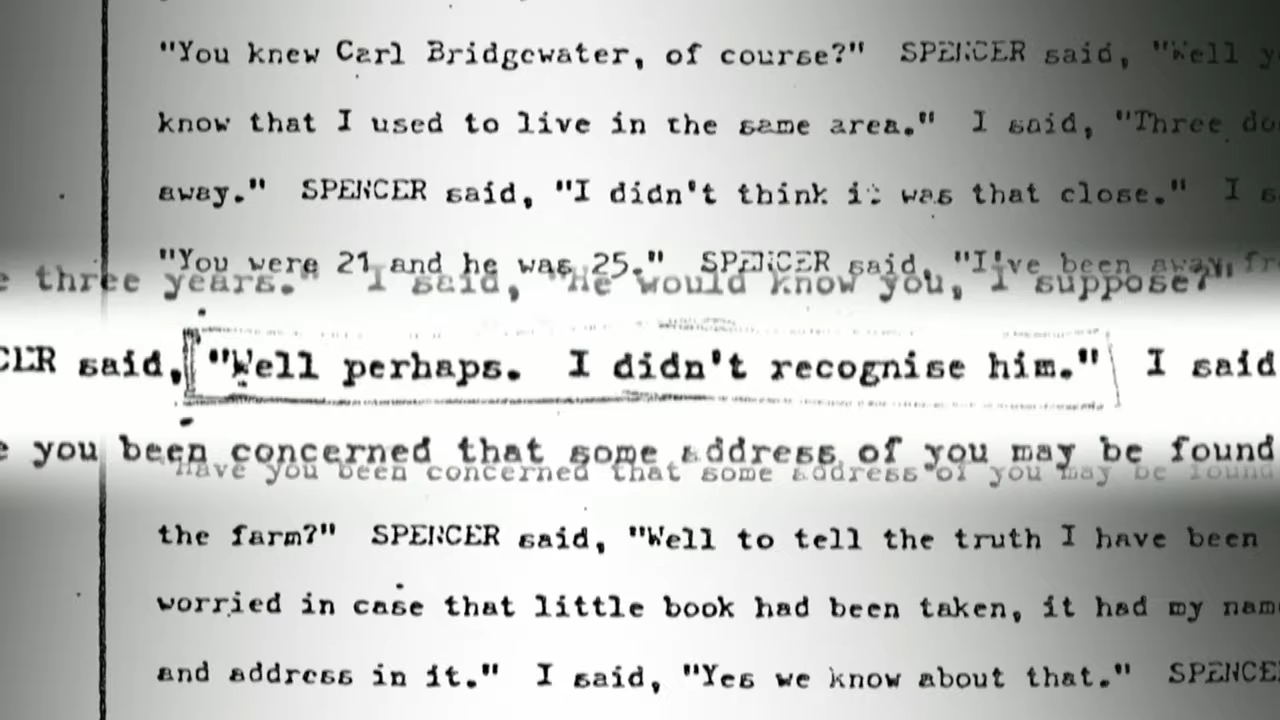 "You knew Carl Bridgewater, of course?" SPENCER said, "Well
know that I used to live in the same area." I said, "Three
away." SPENCER said, "I didn't think it was that close." I
"You were 21 and he was 25." SPENCER said, "I've been away
three years." I said, "He would know you, I suppose?"
CER said, "Well perhaps. I didn't recognise him." I said
e you been concerned that some address of you may be found
Have you been concerned that some address of you may be found
the farm?" SPENCER said, "Well to tell the truth I have been
worried in case that little book had been taken, it had my
and address in it." I said, "Yes we know about that." SPENCER